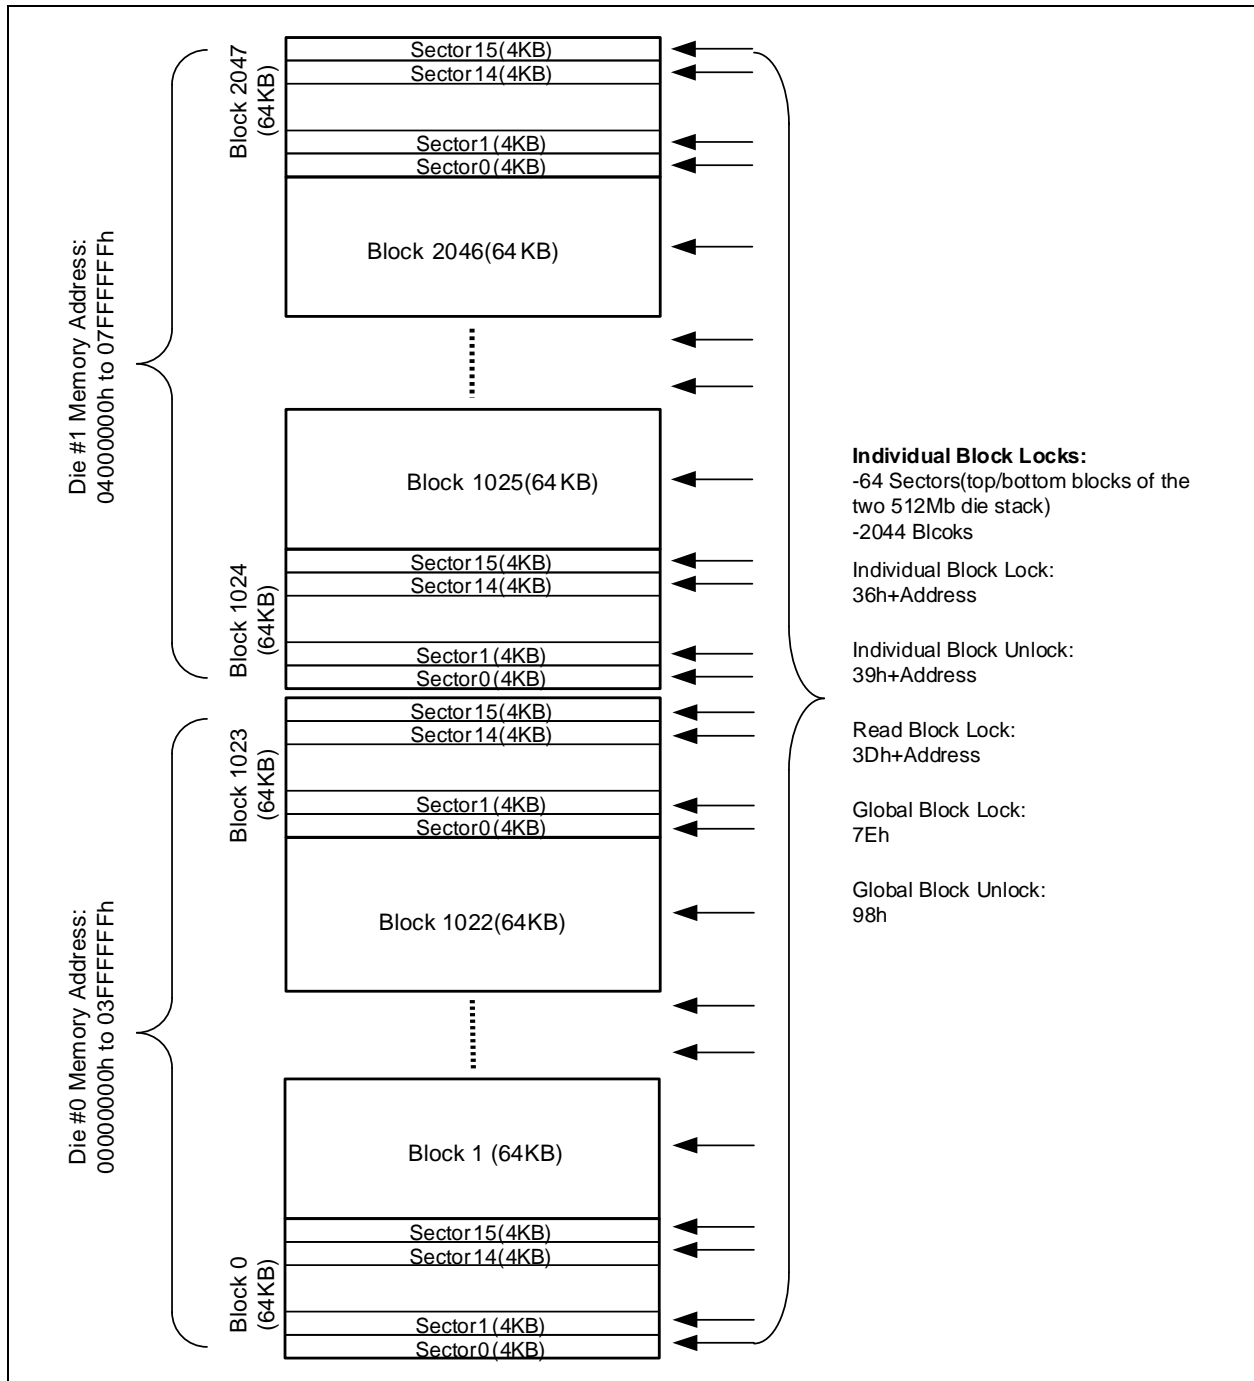 Block 2047
(64KB)
Sector15(4KB)
Sector14(4KB)
Sector1(4KB)
Sector0(4KB)
Block 2046(64KB)
Die #1 Memory Address:
0400000h to 07FFFFFFh
Block 1025(64KB)
Block 1024
(64KB)
Sector15(4KB)
Sector14(4KB)
Sector1(4KB)
Sector0(4KB)
Block 1023
(64KB)
Sector15(4KB)
Sector14(4KB)
Sector1(4KB)
Sector0(4KB)
Block 1022(64KB)
Die #0 Memory Address:
0000000h to 03FFFFFh
Block 1 (64KB)
Block 0
(64KB)
Sector15(4KB)
Sector14(4KB)
Sector1(4KB)
Sector0(4KB)
Individual Block Locks:
-64 Sectors(top/bottom blocks of the
two 512Mb die stack)
-2044 Blcoks
Individual Block Lock:
36h+Address
Individual Block Unlock:
39h+Address
Read Block Lock:
3Dh+Address
Global Block Lock:
7Eh
Global Block Unlock:
98h